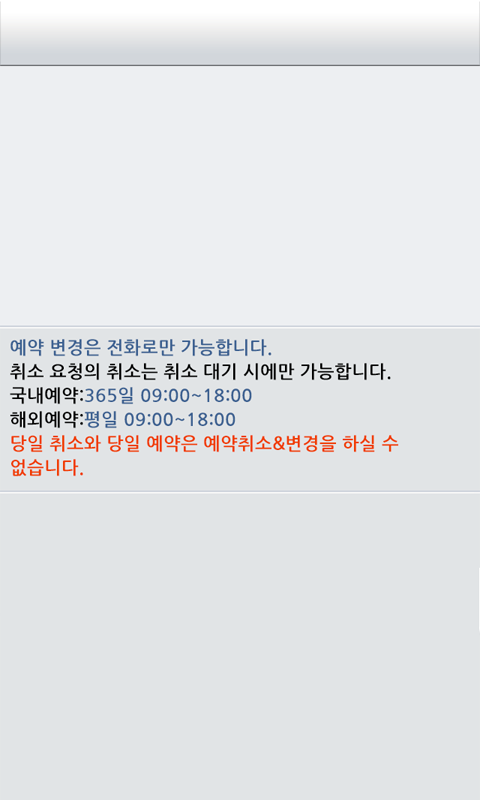 예약 변경은 전화로만 가능합니다.
취소 요청의 취소는 취소 대기 시에만 가능합니다.
국내예약:365일 09:00~18:00
해외예약:평일 09:00~18:00
당일 취소와 당일 예약은 예약취소&변경을 하실 수
없습니다.